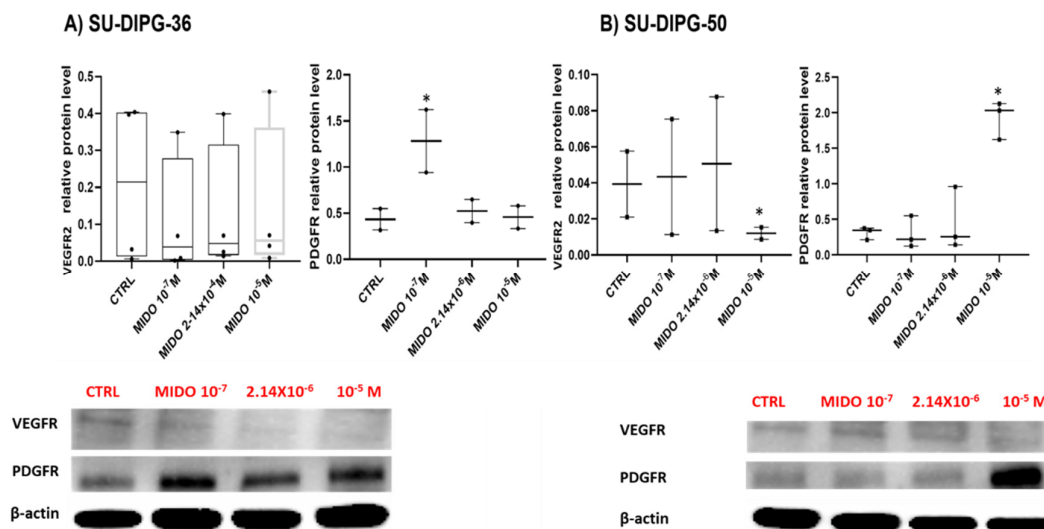 A) SU-DIPG-36
B) SU-DIPG-50
VEGFR2 relative protein level
0.5
0.4
0.3
0.2
0.1
0.0
CTRL
MIDO 10⁻⁷M
MIDO 2-14x10⁻⁴M
MIDO 10⁻⁵M
PDGFR relative protein level
2.0
1.5
1.0
0.5
0.0
*
CTRL
MIDO 10⁻⁷M
MIDO 2.14x10⁻⁶M
MIDO 10⁻⁵M
VEGFR2 relative protein level
0.10
0.08
0.06
0.04
0.02
0.00
*
CTRL
MIDO 10⁻⁷M
MIDO 2.14x10⁻⁶M
MIDO 10⁻⁵M
PDGFR relative protein level
2.5
2.0
1.5
1.0
0.5
0.0
*
CTRL
MIDO 10⁻⁷M
MIDO 2.14x10⁻⁶M
MIDO 10⁻⁵M
CTRL MIDO 10⁻⁷ 2.14X10⁻⁶ 10⁻⁵ M
VEGFR
PDGFR
β-actin
CTRL MIDO 10⁻⁷ 2.14X10⁻⁶ 10⁻⁵ M
VEGFR
PDGFR
β-actin